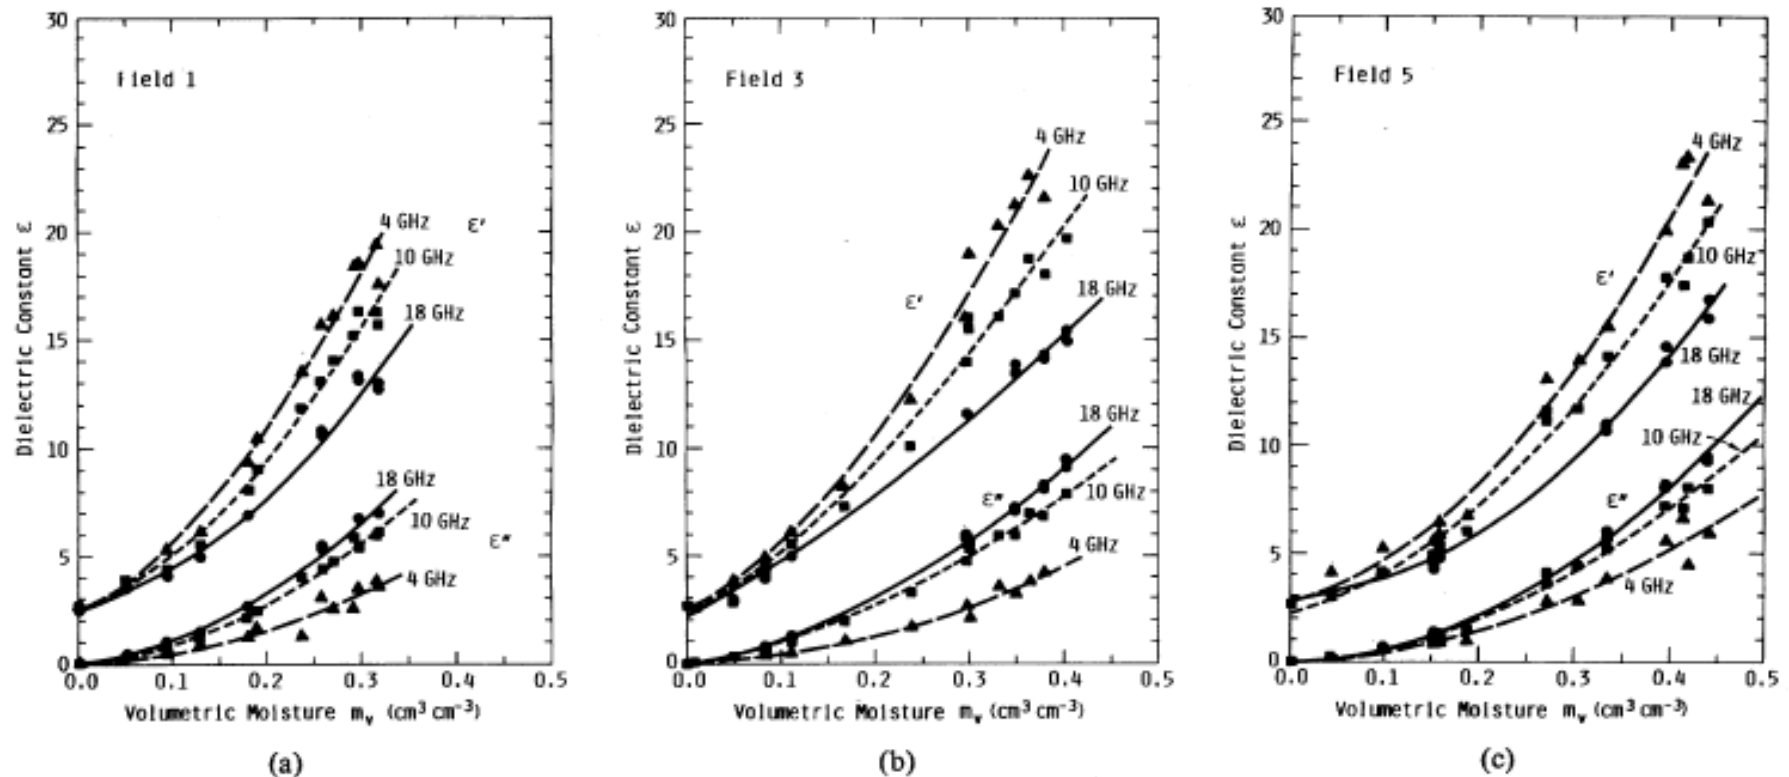 30
25
20
15
10
5
0
Dielectric Constant ε
Field 1
4 GHz
ε'
10 GHz
18 GHz
18 GHz
10 GHz
ε"
4 GHz
0.0 0.1 0.2 0.3 0.4 0.5
Volumetric Moisture mv (cm³ cm⁻³)
(a)
30
25
20
15
10
5
0
Dielectric Constant ε
Field 3
4 GHz
10 GHz
ε'
18 GHz
18 GHz
ε"
10 GHz
4 GHz
0.0 0.1 0.2 0.3 0.4 0.5
Volumetric Moisture mv (cm³ cm⁻³)
(b)
30
25
20
15
10
5
0
Dielectric Constant ε
Field 5
4 GHz
10 GHz
ε'
18 GHz
18 GHz
10 GHz
ε"
4 GHz
0.0 0.1 0.2 0.3 0.4 0.5
Volumetric Moisture mv (cm³ cm⁻³)
(c)